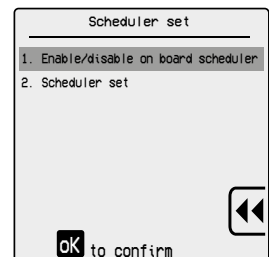 Scheduler set
1. Enable/disable on board scheduler
2. Scheduler set
oK to confirm